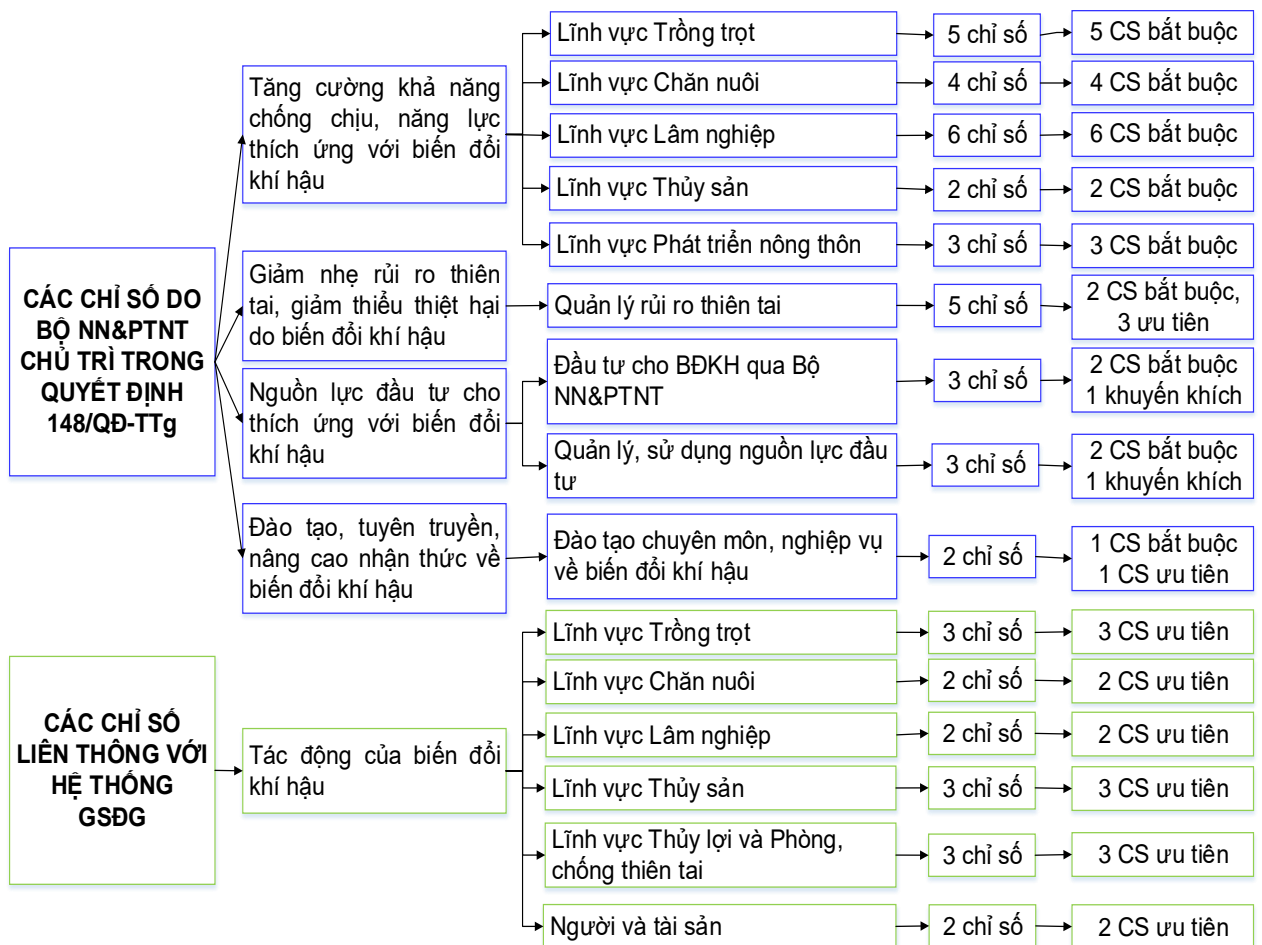 CÁC CHỈ SỐ DO
BỘ NN&PTNT
CHỦ TRÌ TRONG
QUYẾT ĐỊNH
148/QĐ-TTg
Tăng cường khả năng
chống chịu, năng lực
thích ứng với biến đổi
khí hậu
Lĩnh vực Trồng trọt
5 chỉ số
5 CS bắt buộc
Lĩnh vực Chăn nuôi
4 chỉ số
4 CS bắt buộc
Lĩnh vực Lâm nghiệp
6 chỉ số
6 CS bắt buộc
Lĩnh vực Thủy sản
2 chỉ số
2 CS bắt buộc
Lĩnh vực Phát triển nông thôn
3 chỉ số
3 CS bắt buộc
Giảm nhẹ rủi ro thiên
tai, giảm thiểu thiệt hại
do biến đổi khí hậu
Quản lý rủi ro thiên tai
5 chỉ số
2 CS bắt buộc,
3 ưu tiên
Nguồn lực đầu tư cho
thích ứng với biến đổi
khí hậu
Đầu tư cho BĐKH qua Bộ
NN&PTNT
3 chỉ số
2 CS bắt buộc
1 khuyến khích
Quản lý, sử dụng nguồn lực đầu
tư
3 chỉ số
2 CS bắt buộc
1 khuyến khích
Đào tạo, tuyên truyền,
nâng cao nhận thức về
biến đổi khí hậu
Đào tạo chuyên môn, nghiệp vụ
về biến đổi khí hậu
2 chỉ số
1 CS bắt buộc
1 CS ưu tiên
CÁC CHỈ SỐ
LIÊN THÔNG VỚI
HỆ THỐNG
GSĐG
Tác động của biến đổi
khí hậu
Lĩnh vực Trồng trọt
3 chỉ số
3 CS ưu tiên
Lĩnh vực Chăn nuôi
2 chỉ số
2 CS ưu tiên
Lĩnh vực Lâm nghiệp
2 chỉ số
2 CS ưu tiên
Lĩnh vực Thủy sản
3 chỉ số
3 CS ưu tiên
Lĩnh vực Thủy lợi và Phòng,
chống thiên tai
3 chỉ số
3 CS ưu tiên
Người và tài sản
2 chỉ số
2 CS ưu tiên